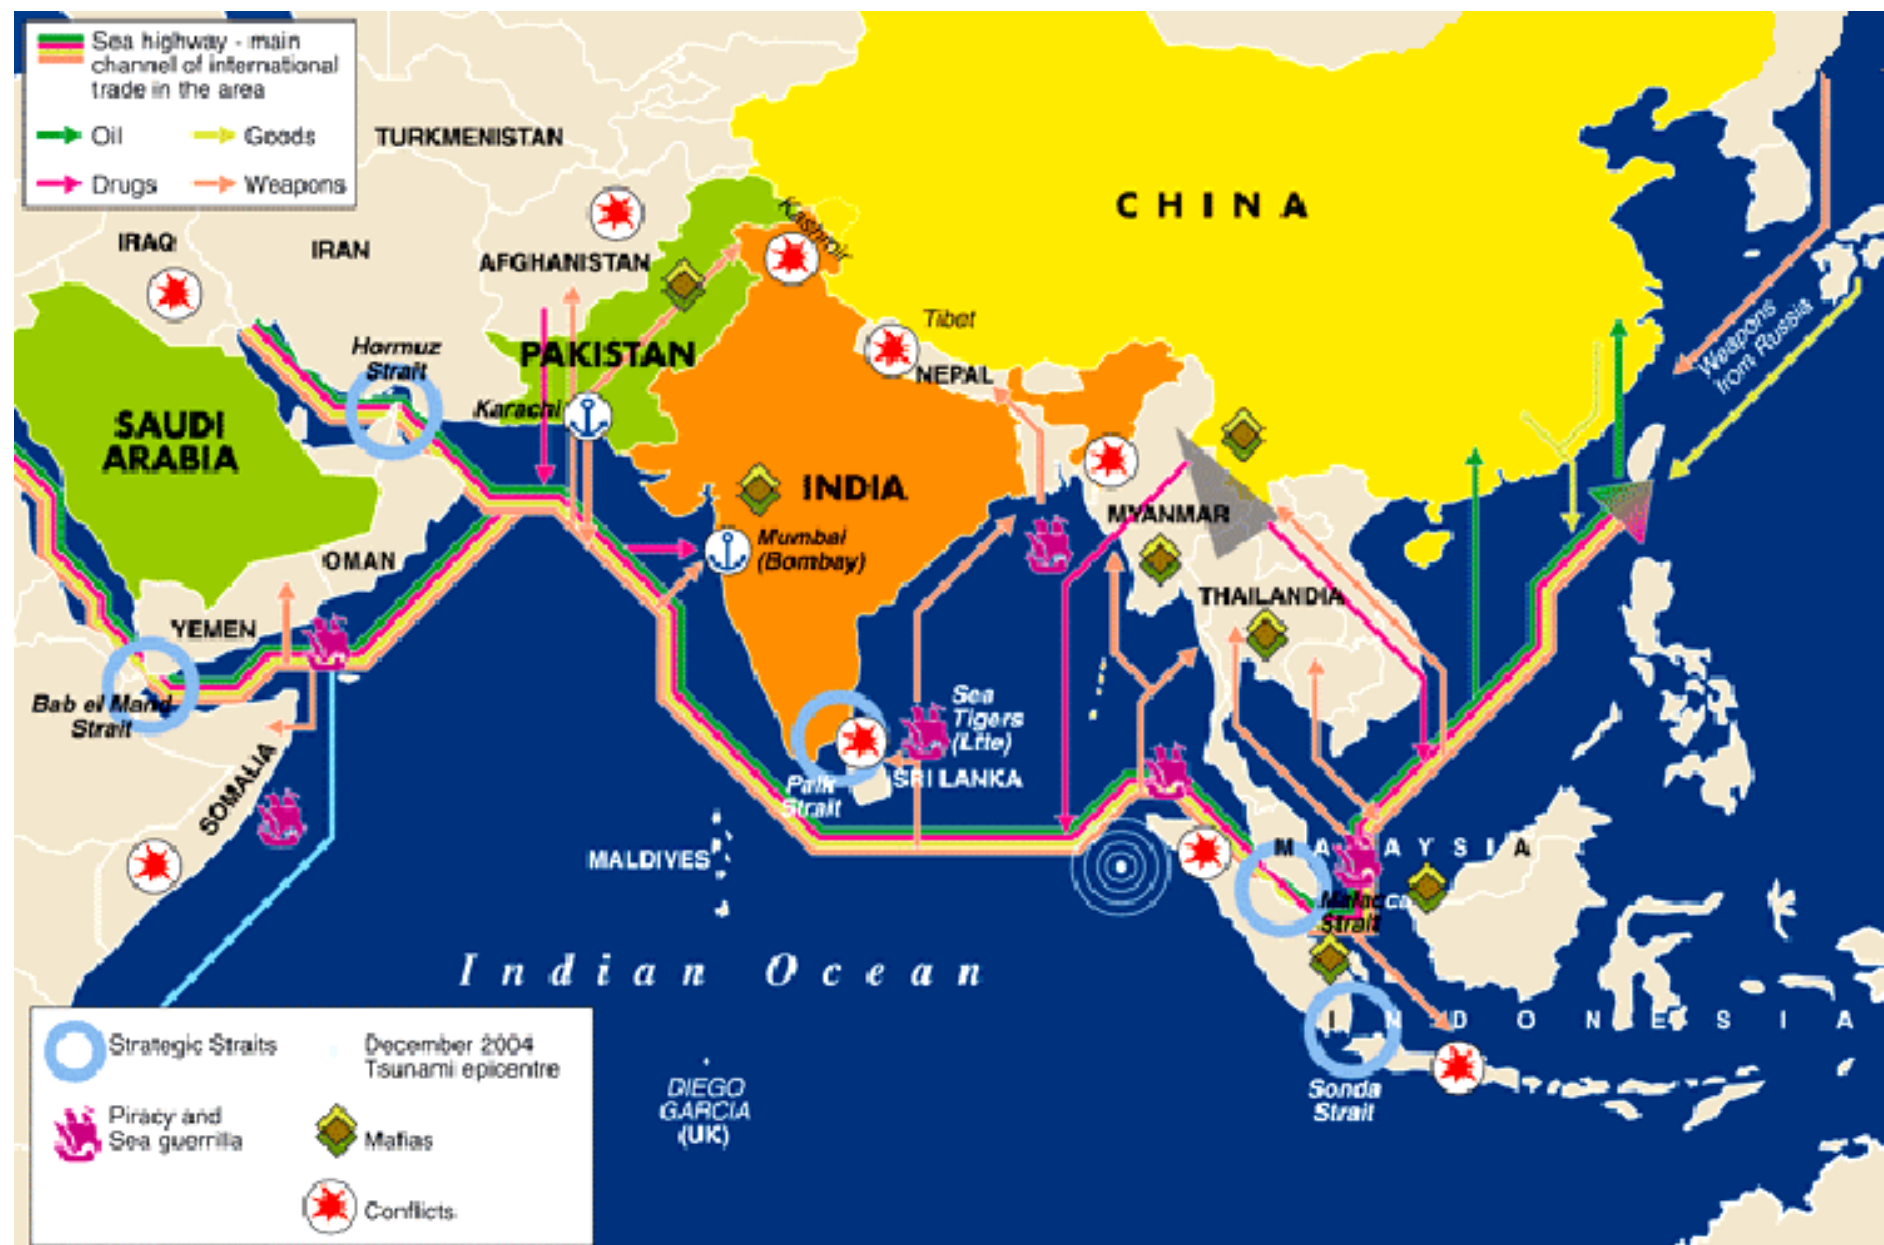 Sea highway - main
channel of international
trade in the area
Oil
Goods
Drugs
Weapons
TURKMENISTAN
CHINA
Kashmir
IRAQ
IRAN
AFGHANISTAN
Tibet
Weapons
from Russia
Hormuz
Strait
PAKISTAN
NEPAL
Karachi
SAUDI
ARABIA
INDIA
MYANMAR
Mumbai
(Bombay)
OMAN
THAILANDIA
YEMEN
Bab el Mand
Strait
Sea
Tigers
(Ltte)
SRI LANKA
Palk
Strait
SOMALIA
MALDIVES
MALAYSIA
Malacca
Strait
Indian Ocean
INDONESIA
Sonda
Strait
DIEGO
GARCIA
(UK)
Strategic Straits
December 2004
Tsunami epicentre
Piracy and
Sea guerrilla
Mafias
Conflicts